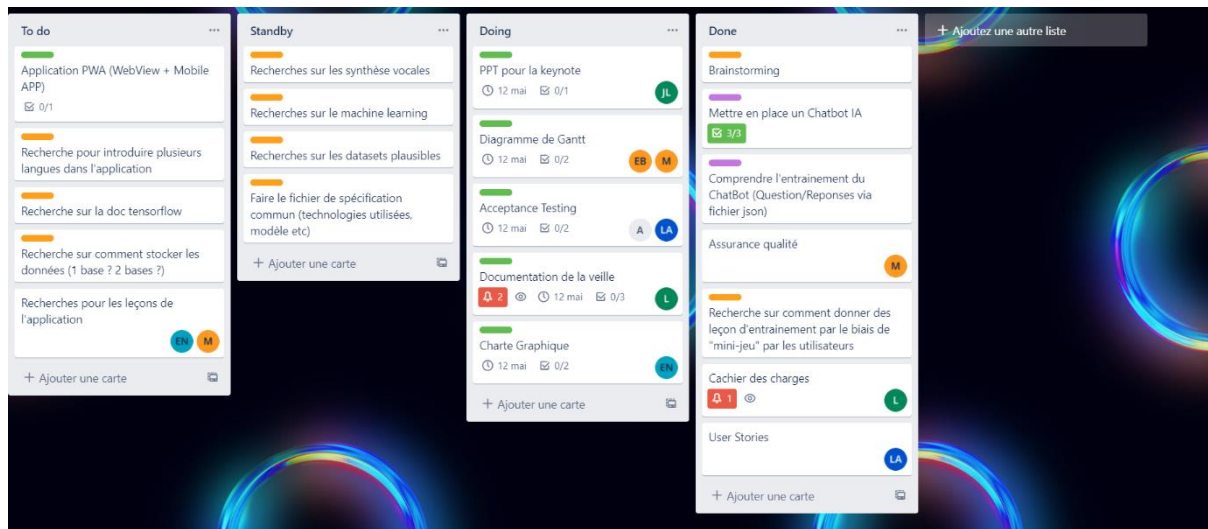 To do
Application PWA (WebView + Mobile
APP)
0/1
Recherche pour introduire plusieurs
langues dans l'application
Recherche sur la doc tensorflow
Recherche sur comment stocker les
données (1 base ? 2 bases ?)
Recherches pour les leçons de
l'application
EN M
+ Ajouter une carte
Standby
Recherches sur les synthèse vocales
Recherches sur le machine learning
Recherches sur les datasets plausibles
Faire le fichier de spécification
commun (technologies utilisées,
modèle etc)
+ Ajouter une carte
Doing
PPT pour la keynote
12 mai 0/1
JL
Diagramme de Gantt
12 mai 0/2
EB M
Acceptance Testing
12 mai 0/2
A LA
Documentation de la veille
2 12 mai 0/3
L
Charte Graphique
12 mai 0/2
EN
+ Ajouter une carte
Done
Brainstorming
Mettre en place un Chatbot IA
3/3
Comprendre l'entrainement du
ChatBot (Question/Reponses via
fichier json)
Assurance qualité
M
Recherche sur comment donner des
leçon d'entrainement par le biais de
"mini-jeu" par les utilisateurs
Cachier des charges
1
L
User Stories
LA
+ Ajouter une carte
+ Ajoutez une autre liste